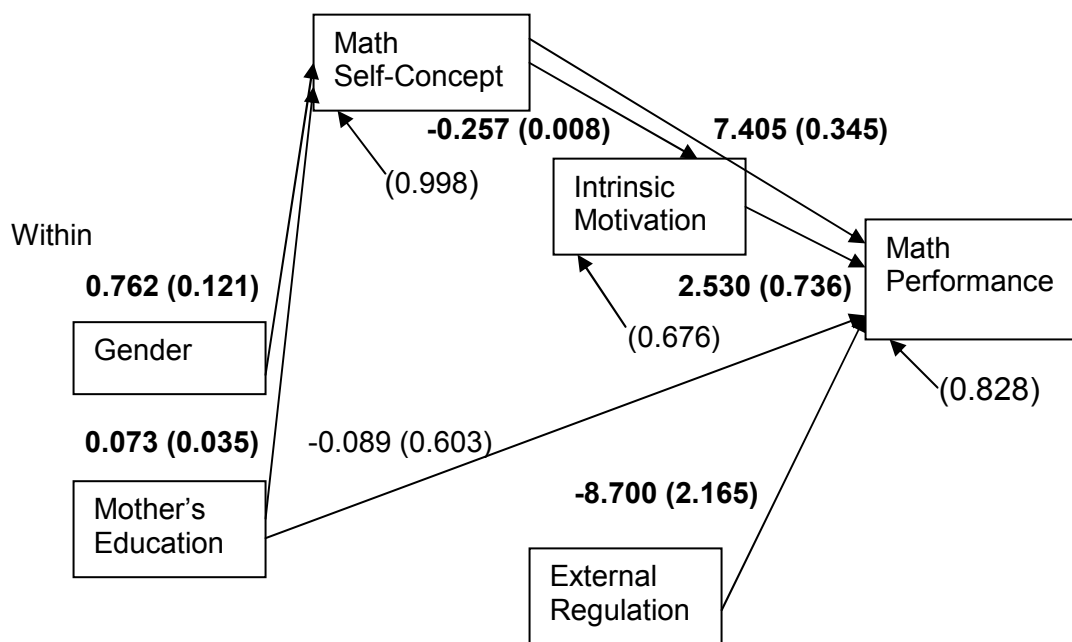 Math
Self-Concept
-0.257 (0.008)
7.405 (0.345)
(0.998)
Intrinsic
Motivation
Within
Math
Performance
0.762 (0.121)
2.530 (0.736)
Gender
(0.676)
(0.828)
0.073 (0.035)
-0.089 (0.603)
-8.700 (2.165)
Mother's
Education
External
Regulation